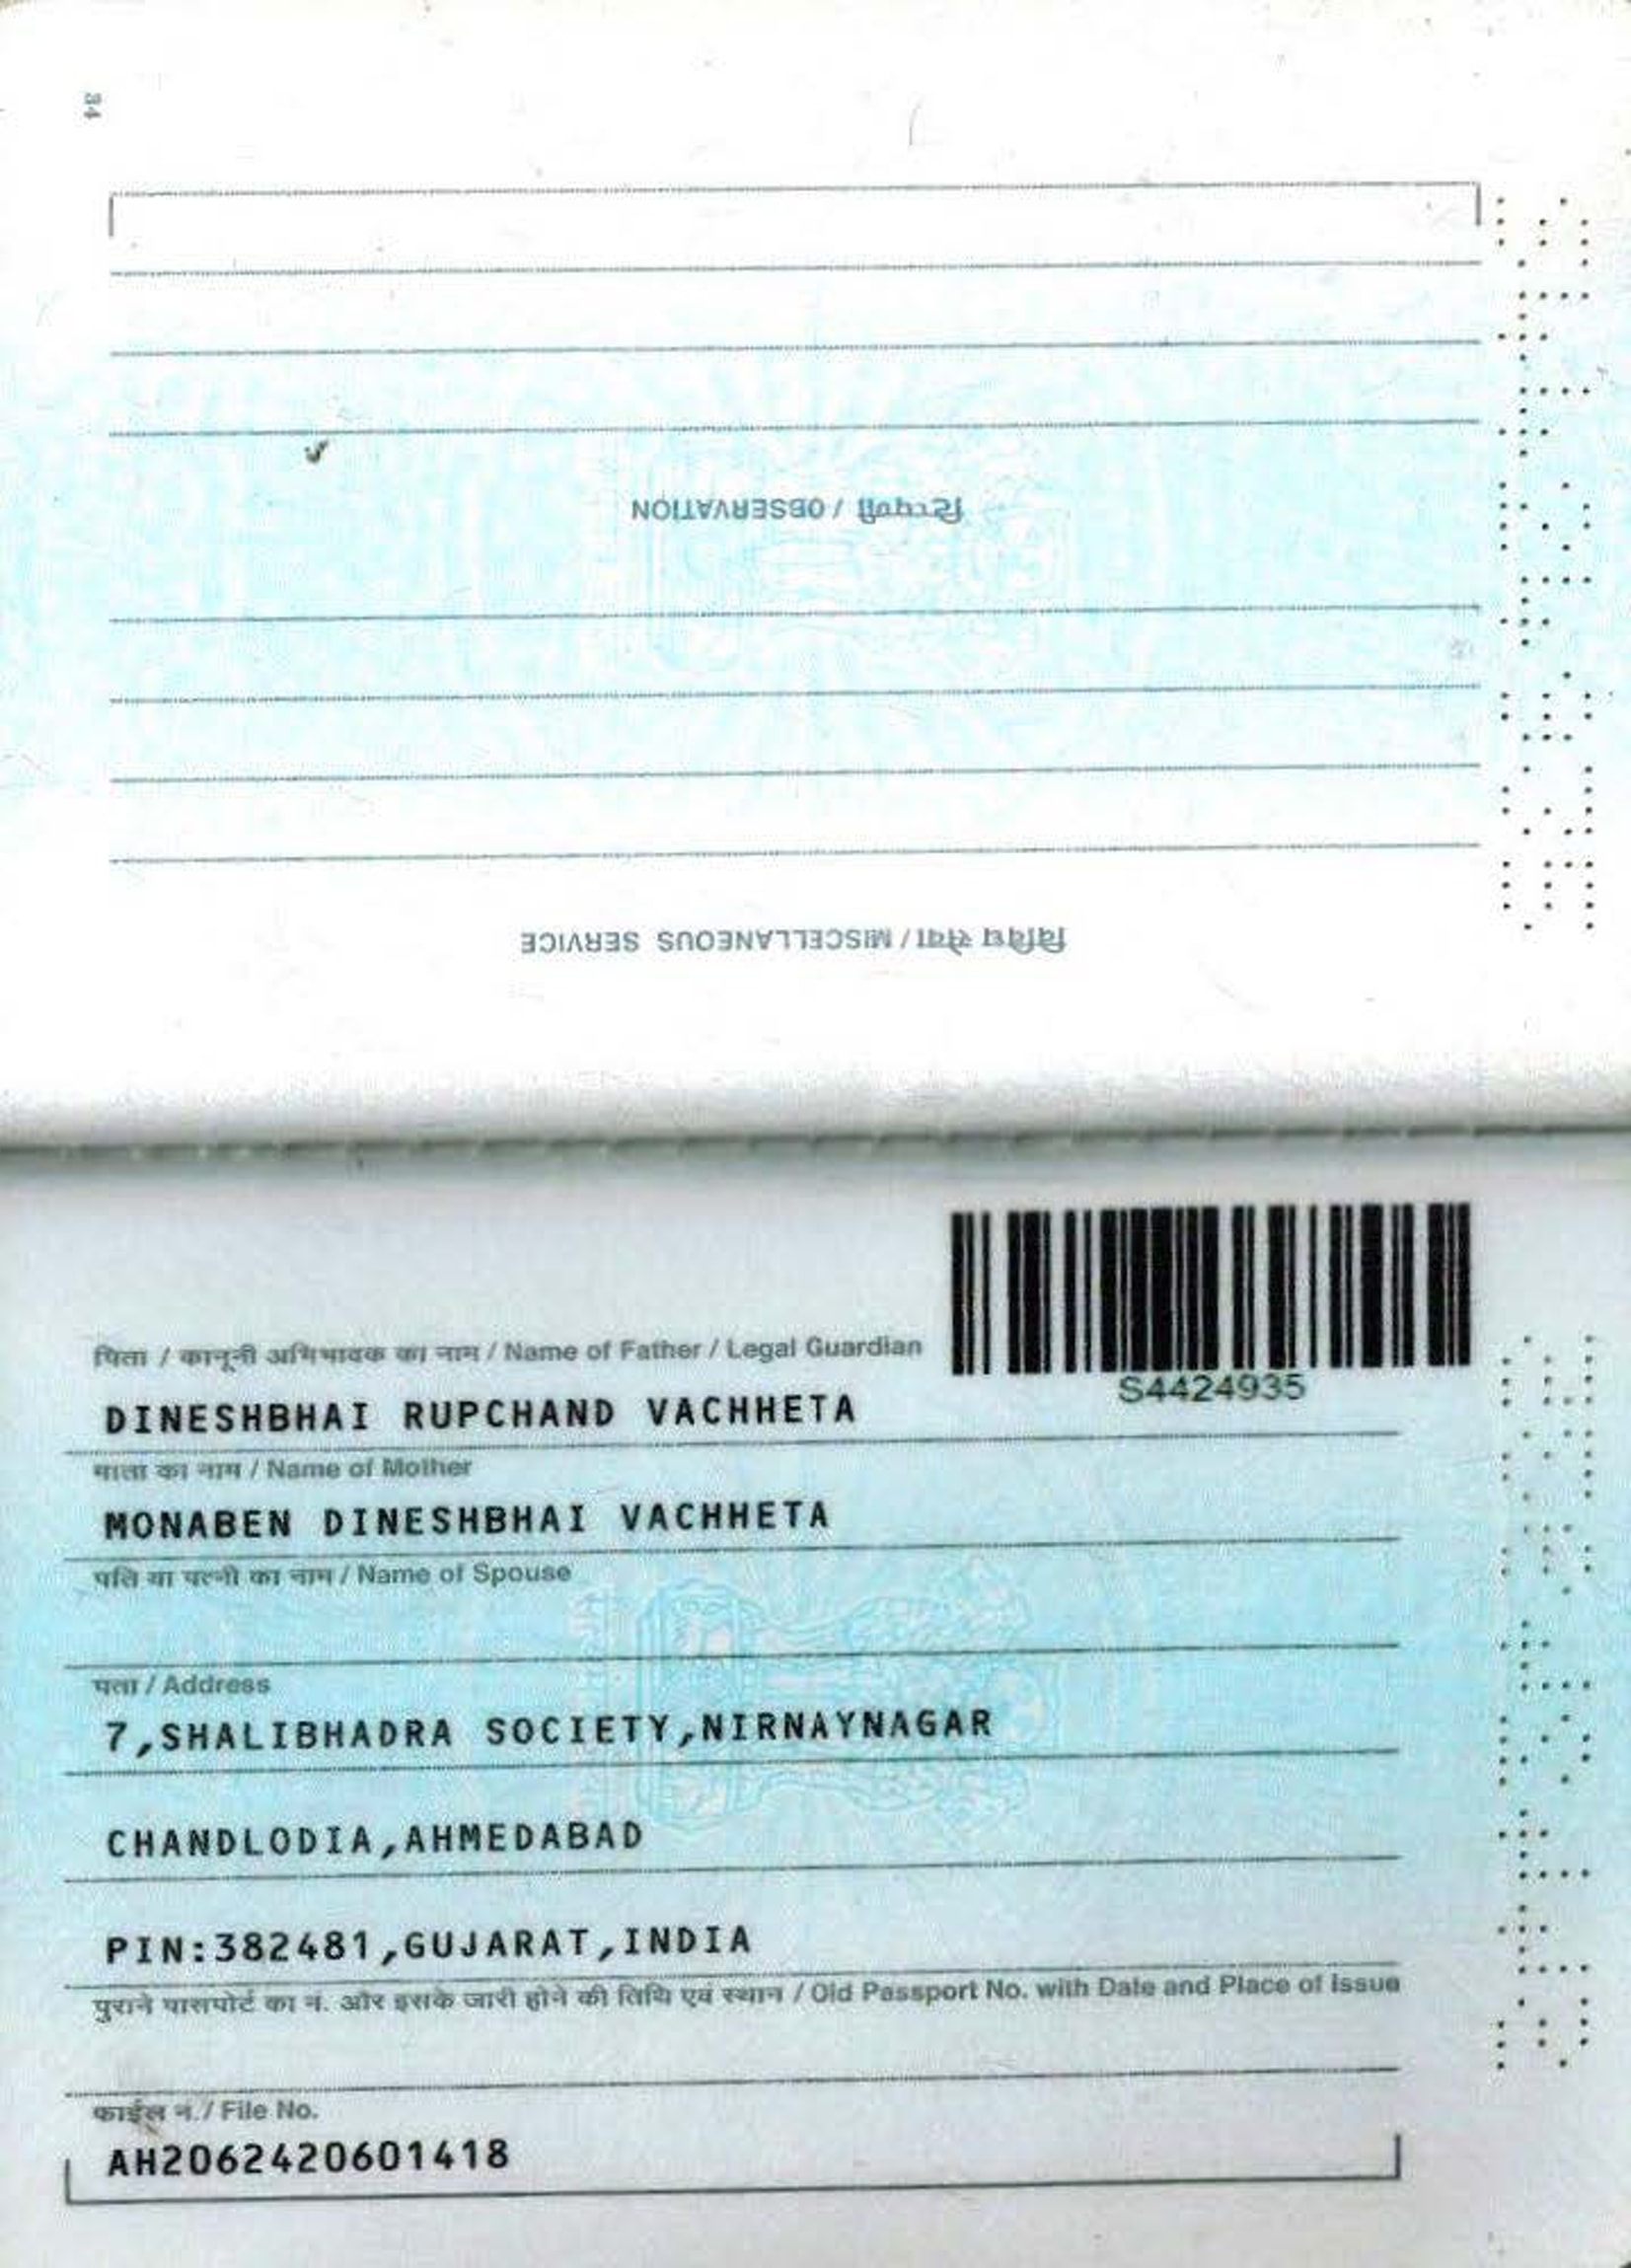 34
टिप्पणी / OBSERVATION
विविध सेवा / MISCELLANEOUS SERVICE
S4424935
पिता / कानूनी अभिभावक का नाम / Name of Father / Legal Guardian
DINESHBHAI RUPCHAND VACHHETA
माता का नाम / Name of Mother
MONABEN DINESHBHAI VACHHETA
पति या पत्नी का नाम / Name of Spouse
पता / Address
7,SHALIBHADRA SOCIETY,NIRNAYNAGAR
CHANDLODIA,AHMEDABAD
PIN:382481,GUJARAT,INDIA
पुराने पासपोर्ट का नं. और इसके जारी होने की तिथि एवं स्थान / Old Passport No. with Date and Place of Issue
फाईल नं./ File No.
AH2062420601418